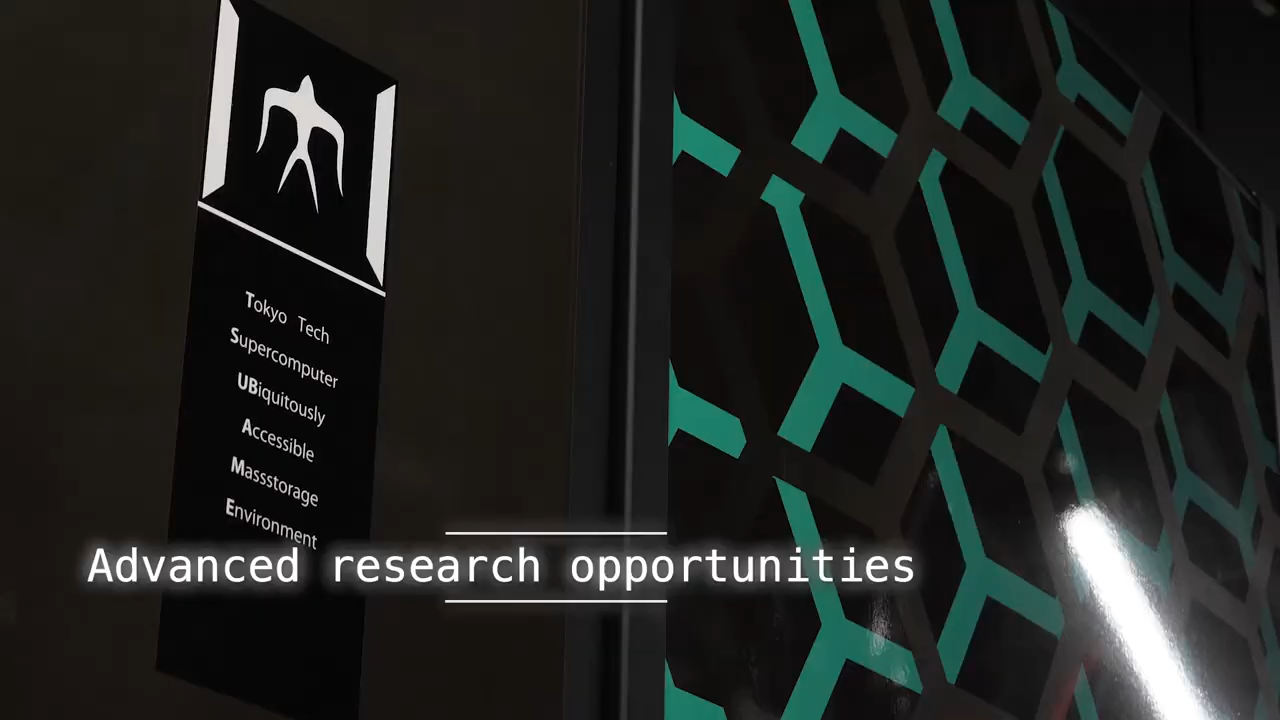 Tokyo Tech
Supercomputer
UBiquitously
Accessible
Massstorage
Environment
Advanced research opportunities